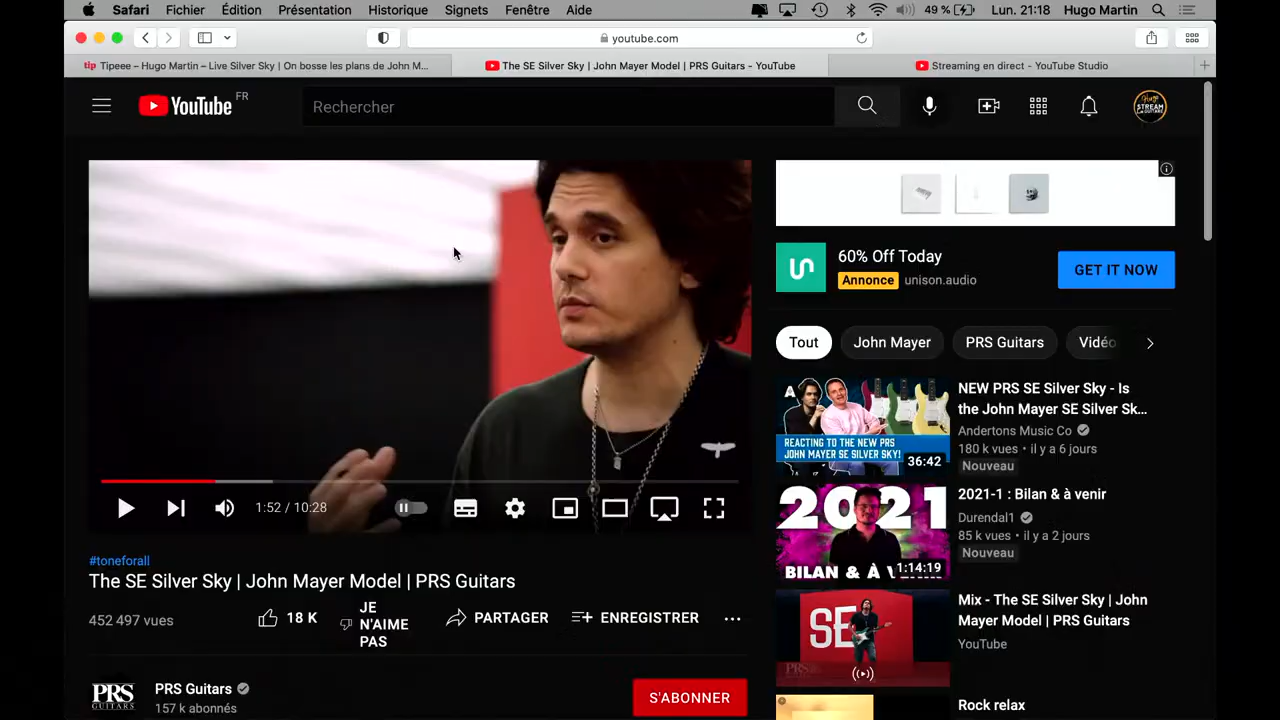 Safari Fichier Édition Présentation Historique Signets Fenêtre Aide 49 % Lun. 21:18 Hugo Martin
youtube.com
tip Tipeee – Hugo Martin – Live Silver Sky | On bosse les plans de John M...
The SE Silver Sky | John Mayer Model | PRS Guitars - YouTube
Streaming en direct - YouTube Studio
YouTube FR
Rechercher
1:52 / 10:28
#toneforall
The SE Silver Sky | John Mayer Model | PRS Guitars
452 497 vues
18 K
JE
N'AIME
PAS
PARTAGER
ENREGISTRER
PRS
GUITARS
PRS Guitars
157 k abonnés
S'ABONNER
60% Off Today
Annonce unison.audio
GET IT NOW
Tout John Mayer PRS Guitars Vidéo
REACTING TO THE NEW PRS
JOHN MAYER SE SILVER SKY!
36:42
NEW PRS SE Silver Sky - Is
the John Mayer SE Silver Sk...
Andertons Music Co
180 k vues • il y a 6 jours
Nouveau
2021
BILAN & À
1:14:19
2021-1 : Bilan & à venir
Durendal1
85 k vues • il y a 2 jours
Nouveau
SE
PRS
Mix - The SE Silver Sky | John
Mayer Model | PRS Guitars
YouTube
Rock relax